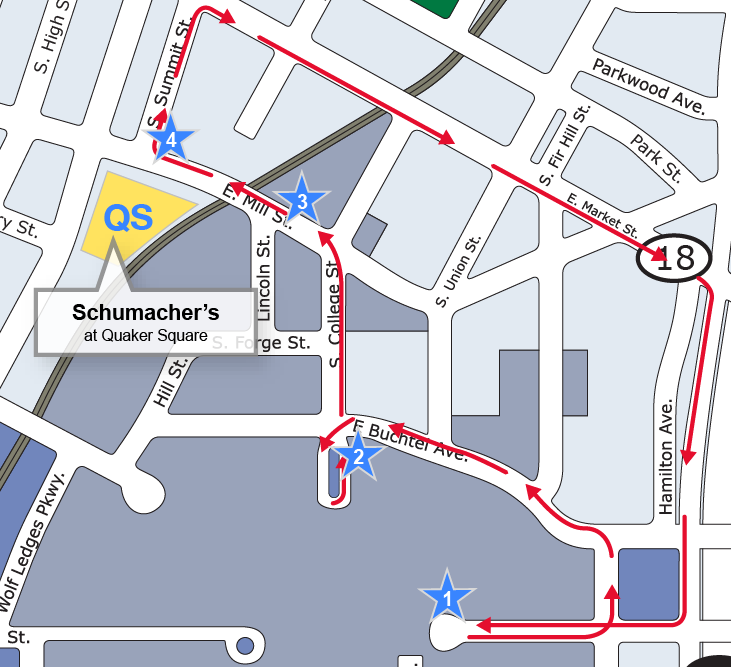 S. High S
S. Summit St.
Parkwood Ave.
S. Fir Hill St.
Park St.
4
3
E. Mill St.
E. Market St.
QS
ry St.
18
Lincoln St.
S. College St
S. Union St.
Schumacher's
at Quaker Square
S. Forge St.
Hill St.
Hamilton Ave.
E Buchtel Ave.
2
Wolf Ledges Pkwy.
1
St.